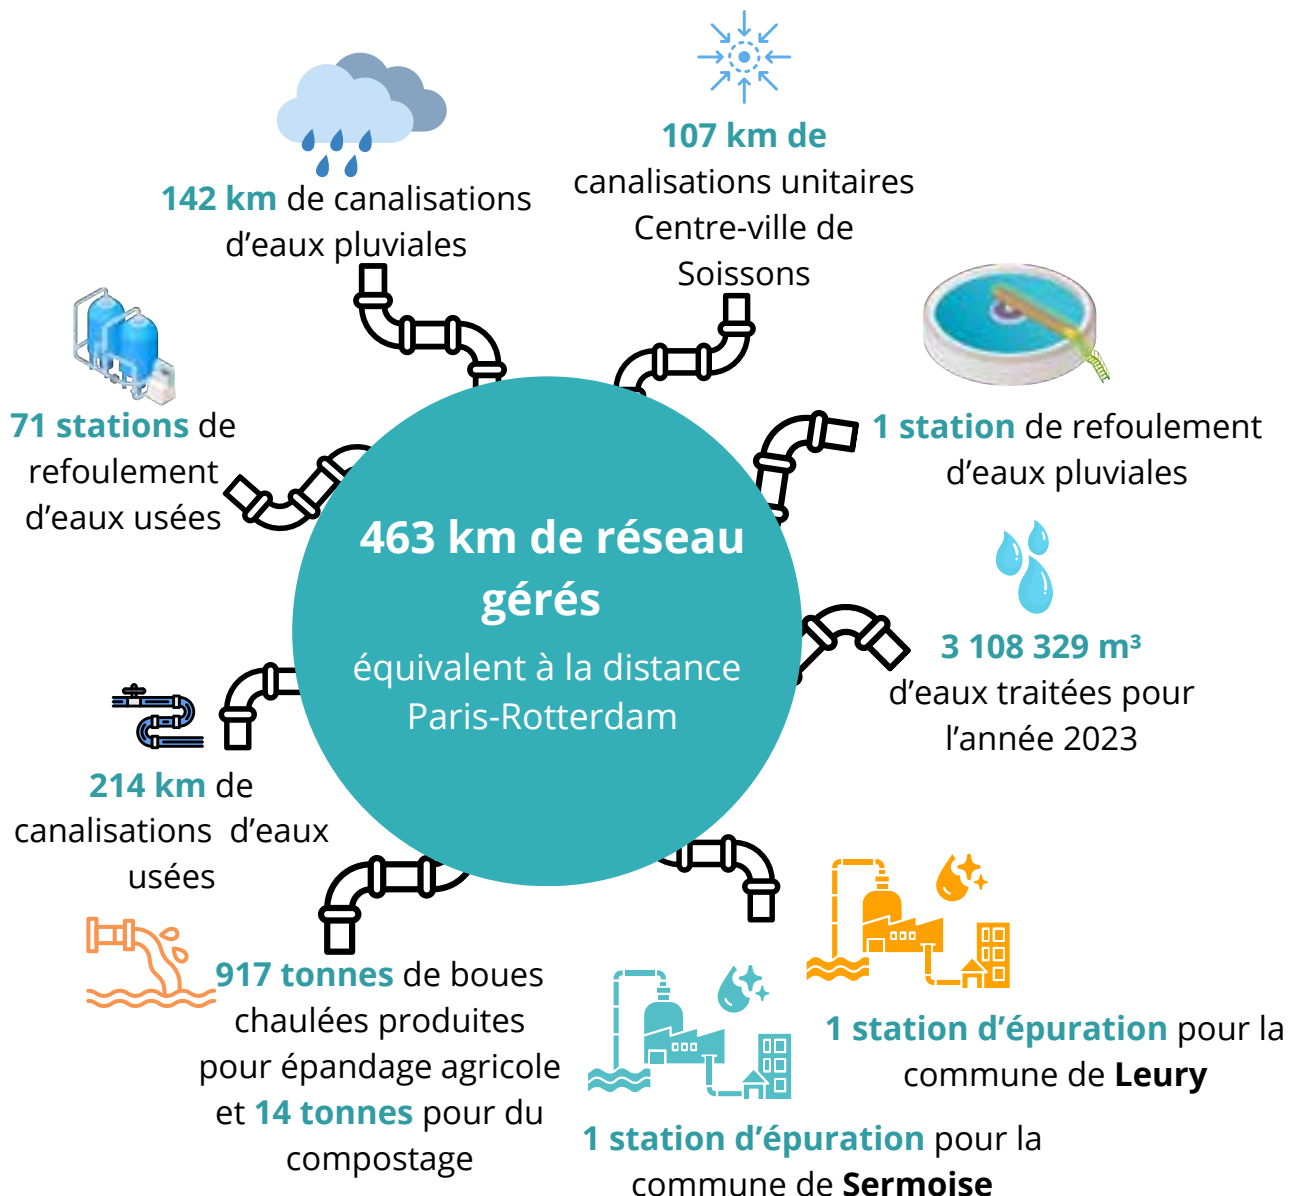 107 km de
canalisations unitaires
Centre-ville de
Soissons
142 km de canalisations
d'eaux pluviales
71 stations de
refoulement
d'eaux usées
1 station de refoulement
d'eaux pluviales
463 km de réseau
gérés
équivalent à la distance
Paris-Rotterdam
3 108 329 m³
d'eaux traitées pour
l'année 2023
214 km de
canalisations d'eaux
usées
917 tonnes de boues
chaulées produites
pour épandage agricole
et 14 tonnes pour du
compostage
1 station d'épuration pour la
commune de Leury
1 station d'épuration pour la
commune de Sermoise